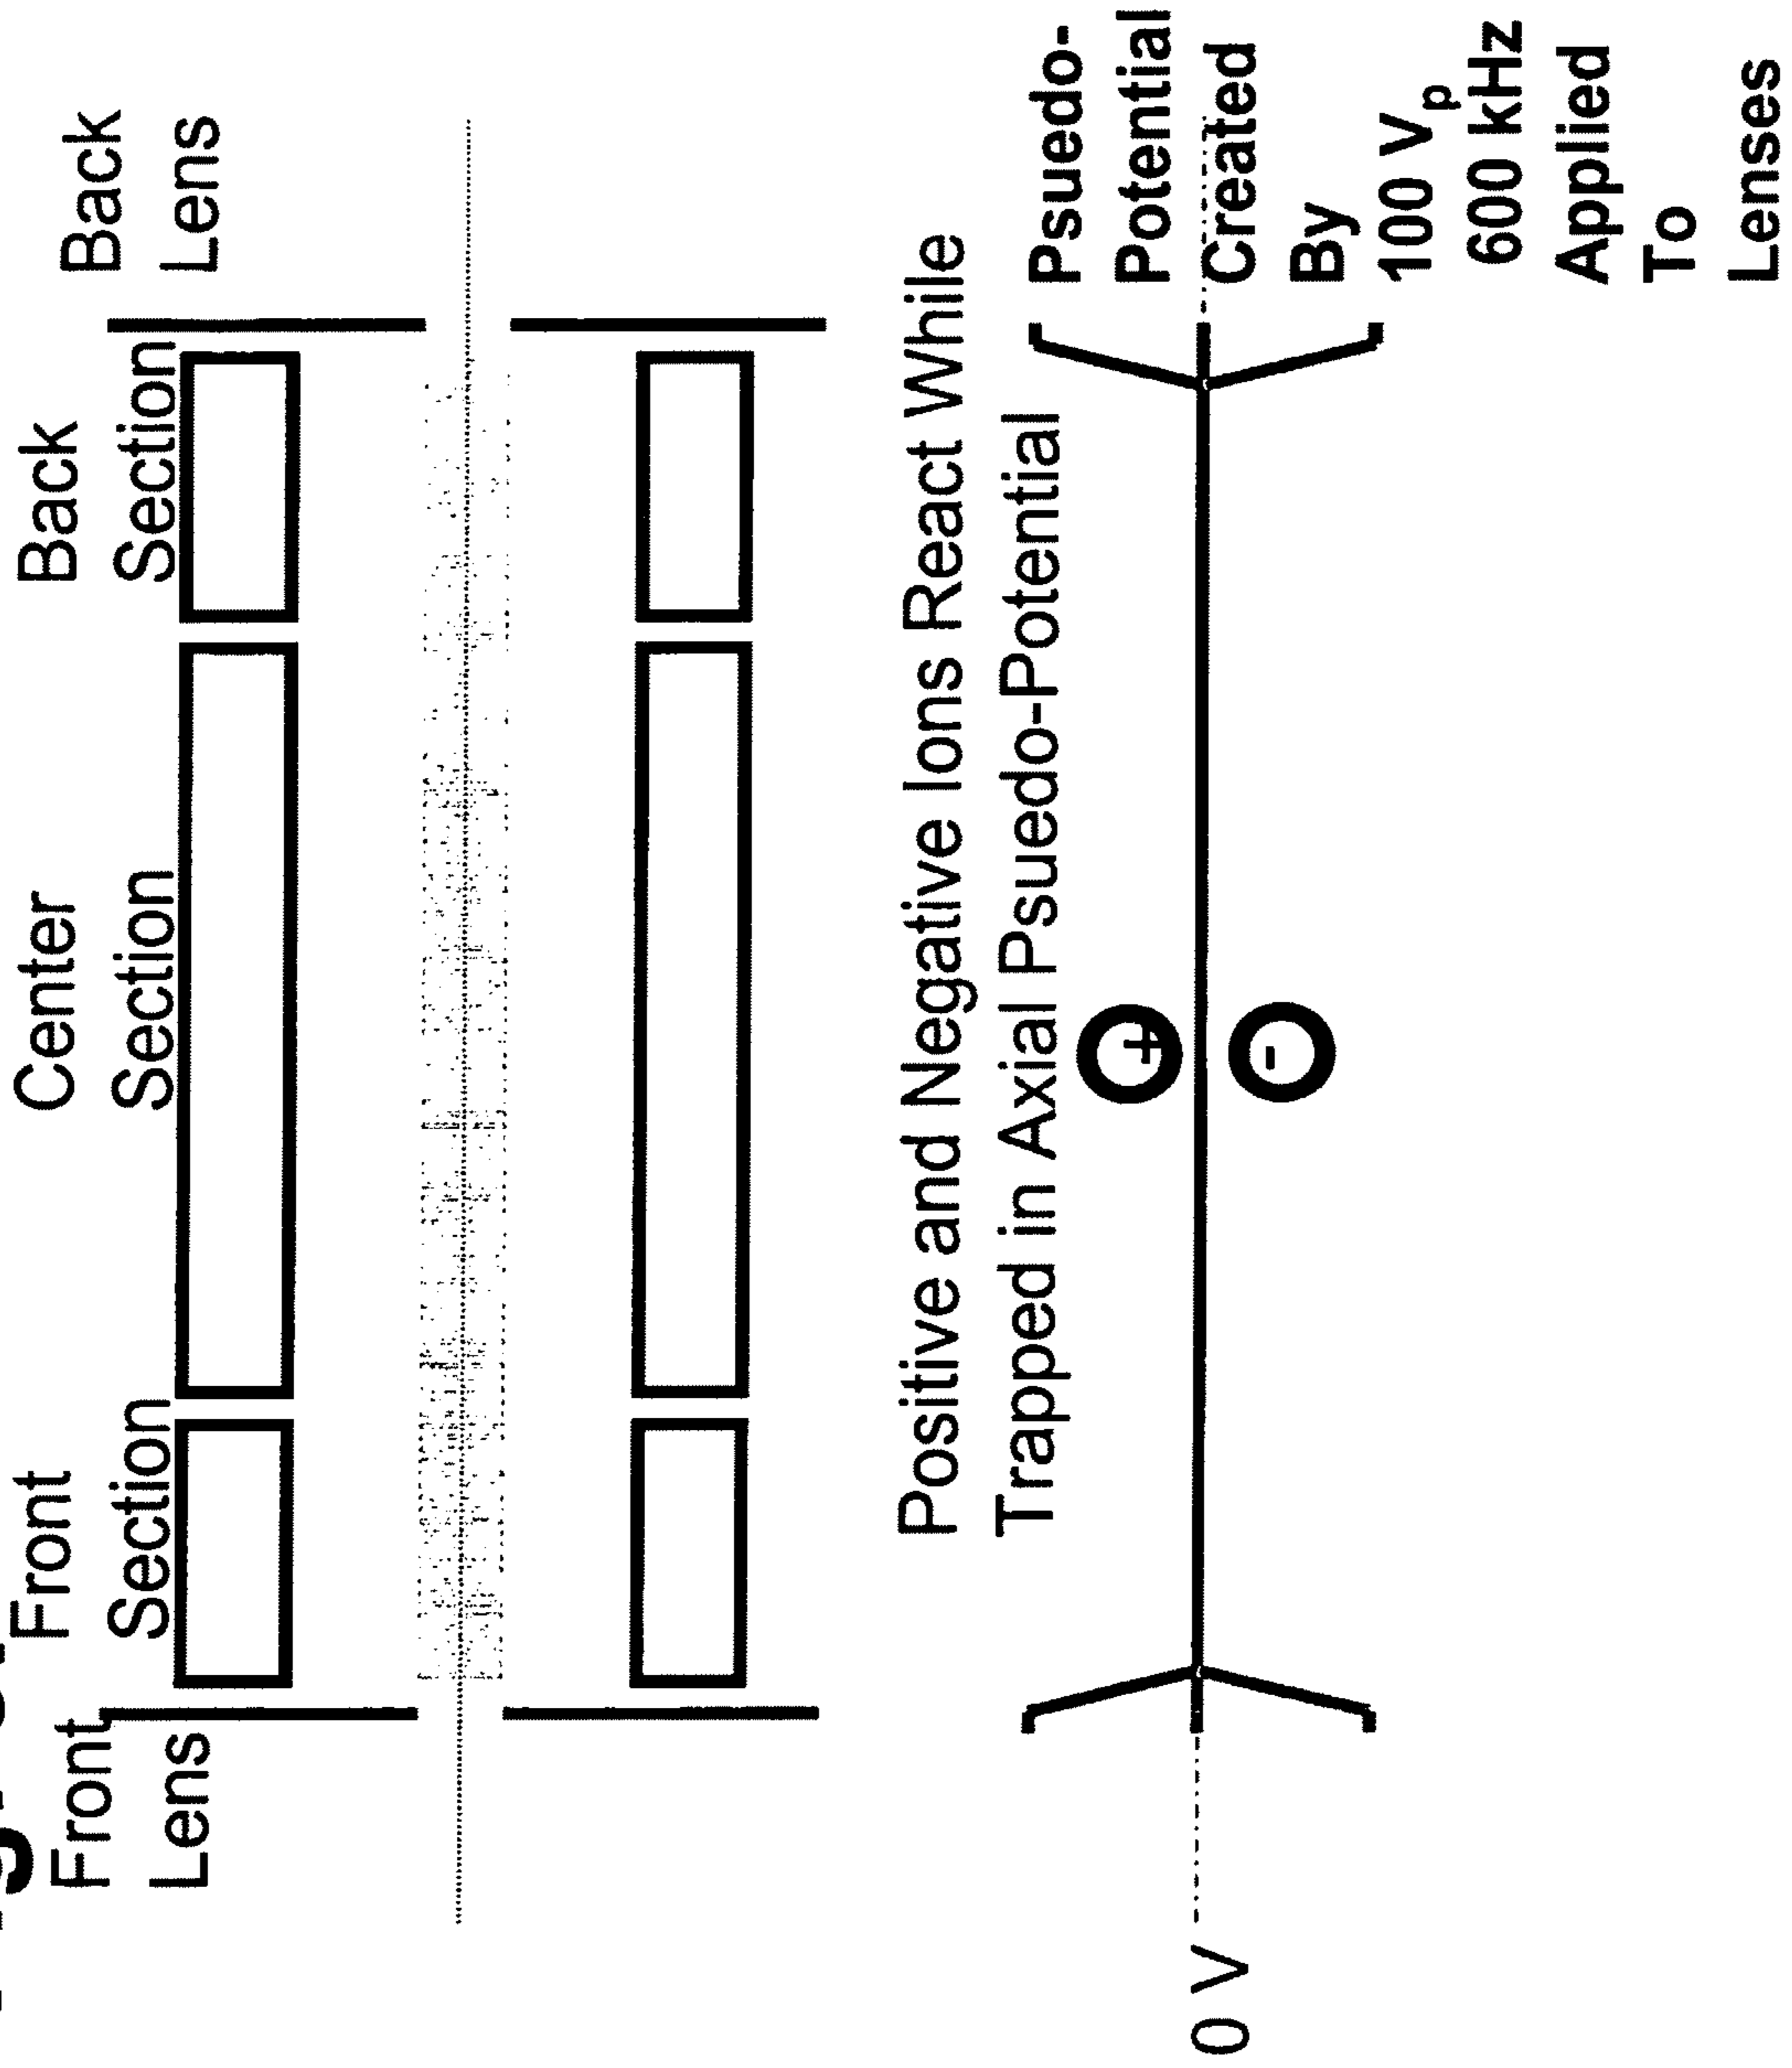 Front
Lens
Front
Section
Center
Section
Back
Section
Back
Lens
Positive and Negative Ions React While
Trapped in Axial Psuedo-Potential
+
-
0 V
Psuedo-
Potential
Created
By
100 Vp
600 kHz
Applied
To
Lenses